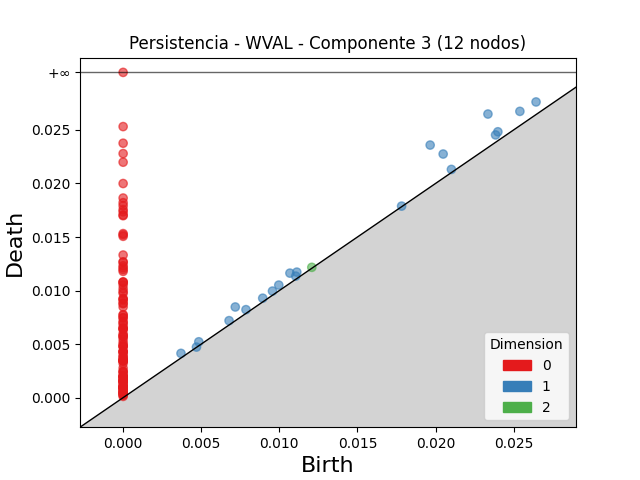 Persistencia - WVAL - Componente 3 (12 nodos)
+∞
0.025
0.020
0.015
0.010
0.005
0.000
Death
Dimension
0
1
2
0.000 0.005 0.010 0.015 0.020 0.025
Birth